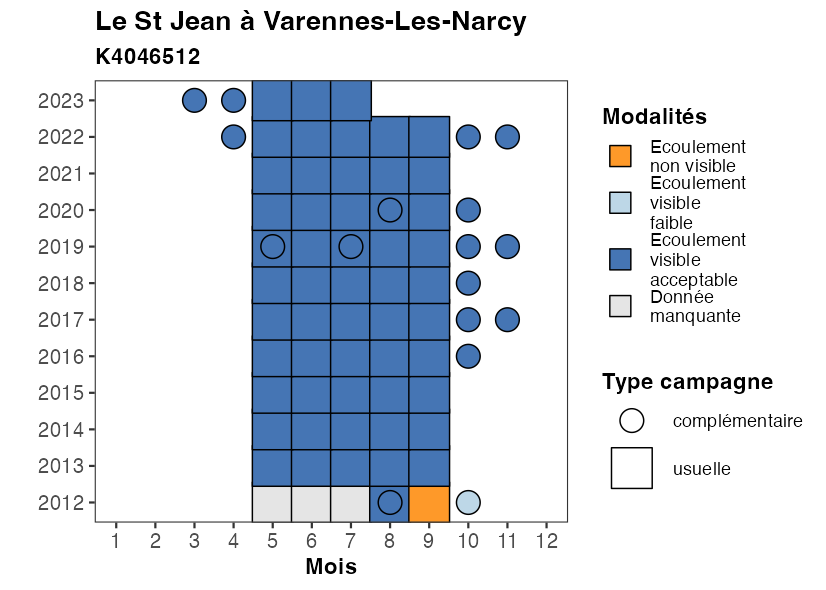 Le St Jean à Varennes-Les-Narcy
K4046512
2023
2022
2021
2020
2019
2018
2017
2016
2015
2014
2013
2012
1 2 3 4 5 6 7 8 9 10 11 12
Mois
Modalités
Ecoulement
non visible
Ecoulement
visible
faible
Ecoulement
visible
acceptable
Donnée
manquante
Type campagne
complémentaire
usuelle